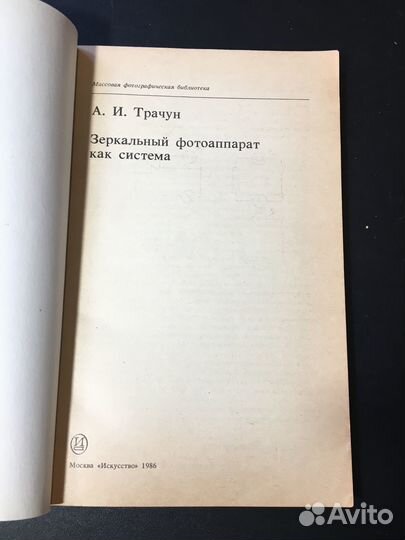 Массовая фотографическая библиотека
А. И. Трачун
Зеркальный фотоаппарат
как система
И
Москва «Искусство» 1986
Avito